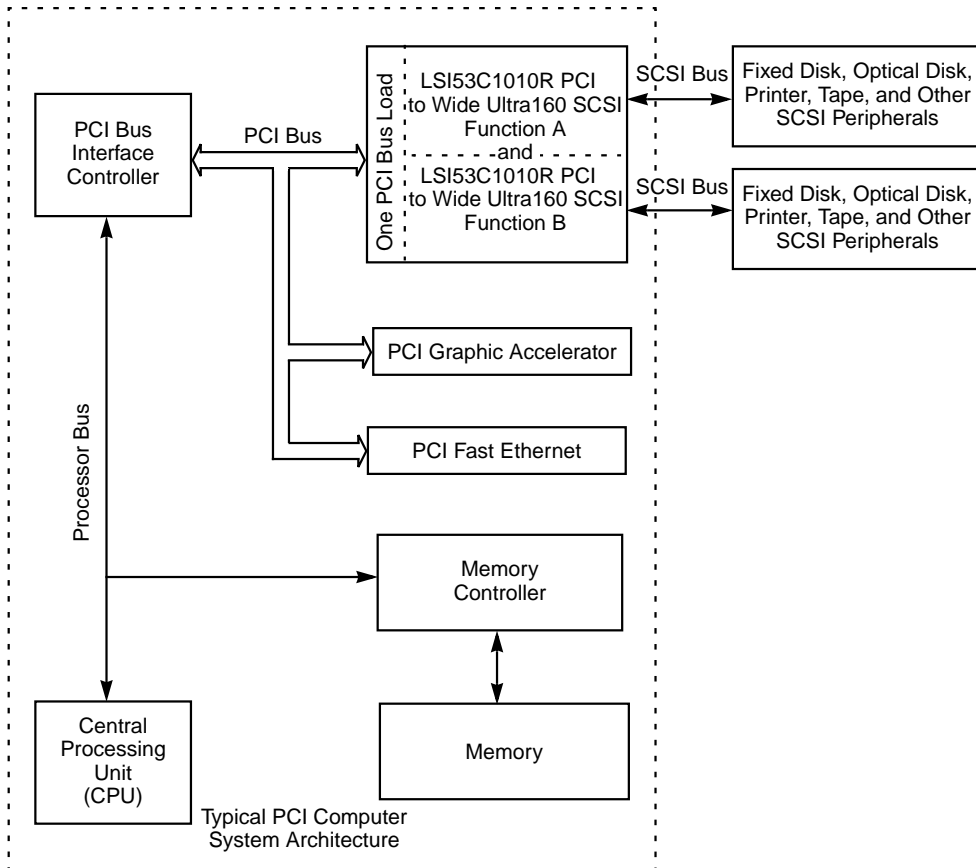 PCI Bus
Interface
Controller
PCI Bus
One PCI Bus Load
LSI53C1010R PCI
to Wide Ultra160 SCSI
Function A
and
LSI53C1010R PCI
to Wide Ultra160 SCSI
Function B
SCSI Bus
Fixed Disk, Optical Disk,
Printer, Tape, and Other
SCSI Peripherals
SCSI Bus
Fixed Disk, Optical Disk,
Printer, Tape, and Other
SCSI Peripherals
PCI Graphic Accelerator
PCI Fast Ethernet
Processor Bus
Memory
Controller
Memory
Central
Processing
Unit
(CPU)
Typical PCI Computer
System Architecture